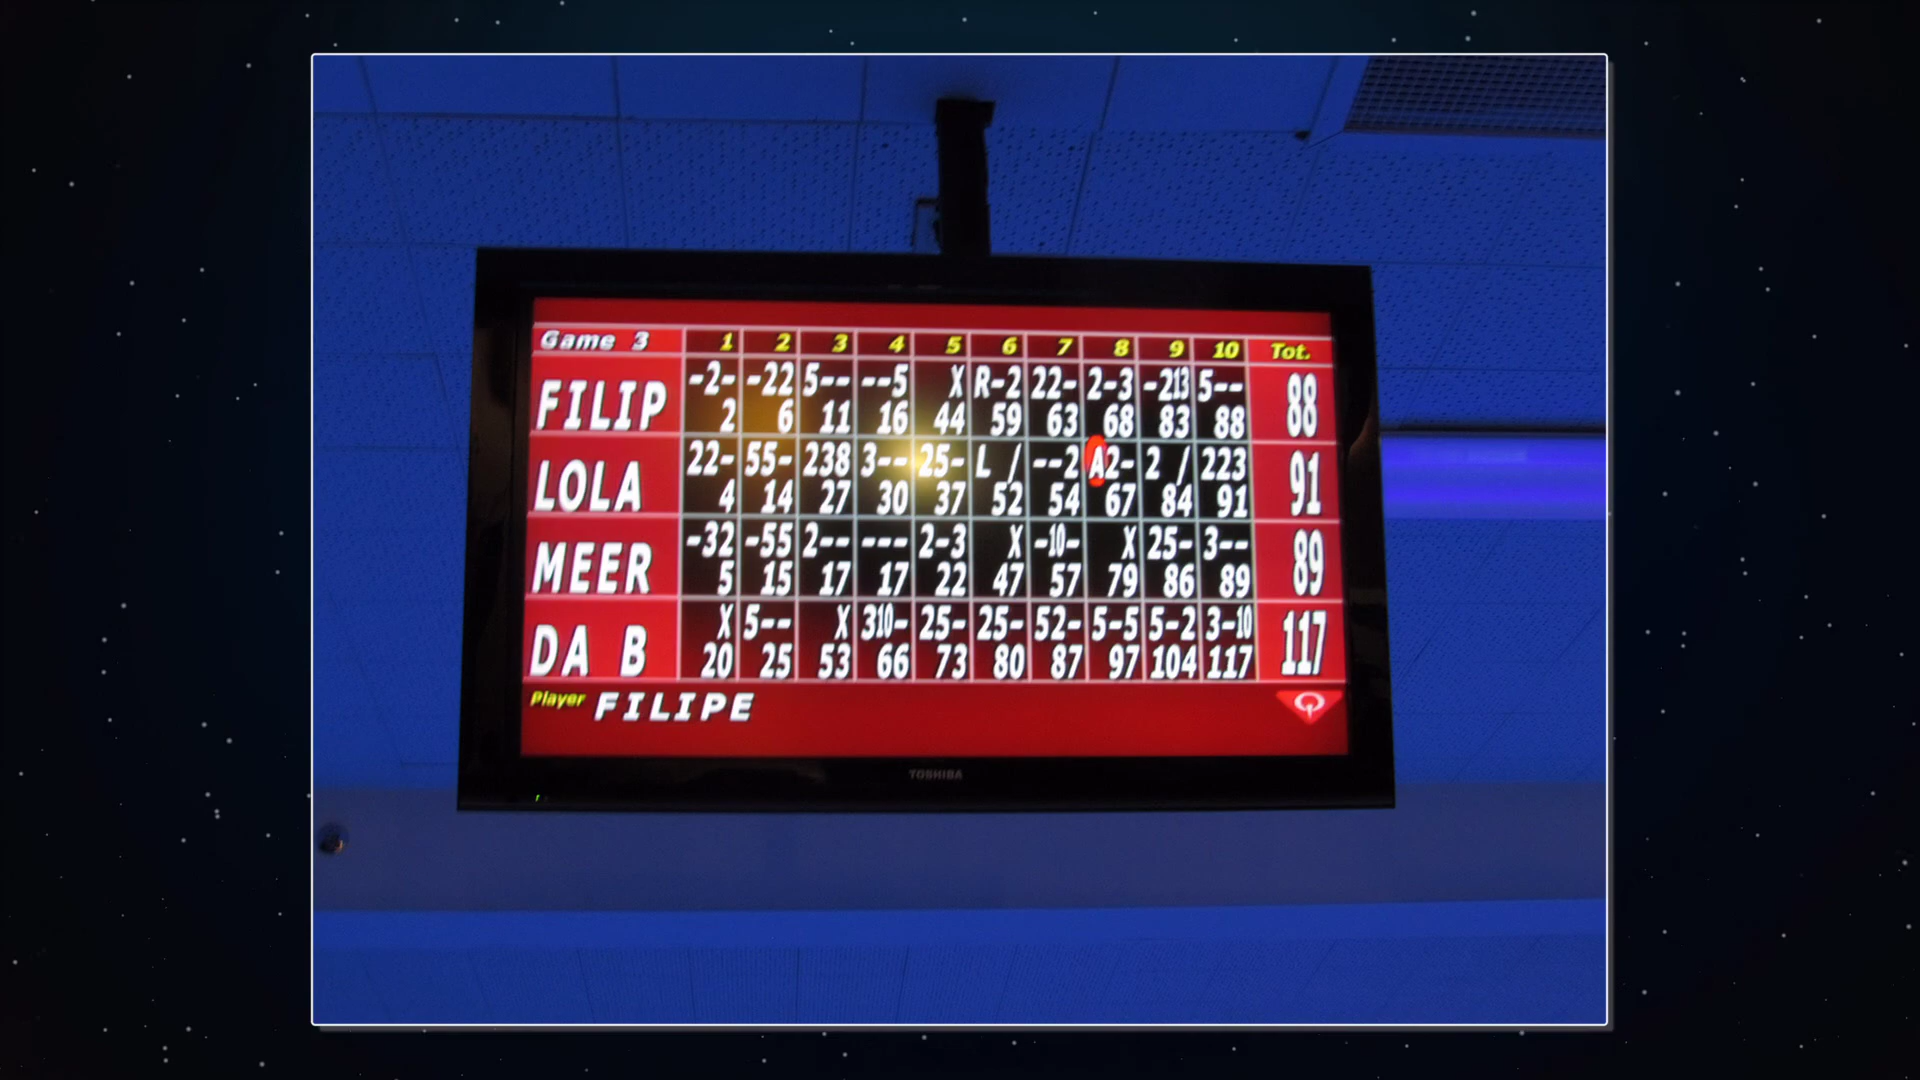 Game 3 1 2 3 4 5 6 7 8 9 10 Tot.
FILIP -2- -22 5-- --5 X R-2 22- 2-3 -213 5-- 88
2 6 11 16 44 59 63 68 83 88
LOLA 22- 55- 238 3-- 25- L / --2 A2- 2 / 223 91
4 14 27 30 37 52 54 67 84 91
MEER -32 -55 2-- --- 2-3 X -10- X 25- 3-- 89
5 15 17 17 22 47 57 79 86 89
DA B X 5-- X 310- 25- 25- 52- 5-5 5-2 3-10 117
20 25 53 66 73 80 87 97 104 117
Player FILIPE
TOSHIBA